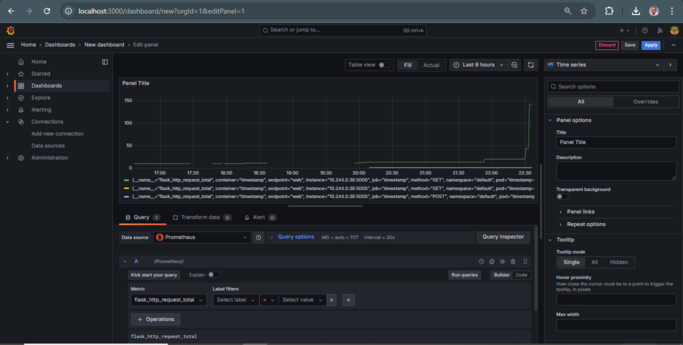 localhost:3000/dashboard/new?orgId=1&editPanel=1
Search or jump to... ctrl+k
Home > Dashboards > New dashboard > Edit panel Discard Save Apply
Home
Starred
Dashboards
Explore
Alerting
Connections
Add new connection
Data sources
Administration
Table view Fill Actual Last 6 hours
Panel Title
150
100
50
0
17:00 17:30 18:00 18:30 19:00 19:30 20:00 20:30 21:00 21:30 22:00 22:30
{__name__="flask_http_request_total", container="timestamp", endpoint="web", instance="10.244.0.38:5000", job="timestamp", method="GET", namespace="default", pod="timestamp-
{__name__="flask_http_request_total", container="timestamp", endpoint="web", instance="10.244.0.38:5000", job="timestamp", method="GET", namespace="default", pod="timestamp-
{__name__="flask_http_request_total", container="timestamp", endpoint="web", instance="10.244.0.38:5000", job="timestamp", method="POST", namespace="default", pod="timestamp
Query 1 Transform data 0 Alert 0
Data source Prometheus Query options MD = auto = 1117 Interval = 30s Query inspector
A (Prometheus)
Kick start your query Explain Run queries Builder Code
Metric Label filters
flask_http_request_total Select label = Select value
+ Operations
flask_http_request_total
Time series
Search options
All Overrides
Panel options
Title
Panel Title
Description
Transparent background
Panel links
Repeat options
Tooltip
Tooltip mode
Single All Hidden
Hover proximity
How close the cursor must be to a point to trigger the
tooltip, in pixels
Max width